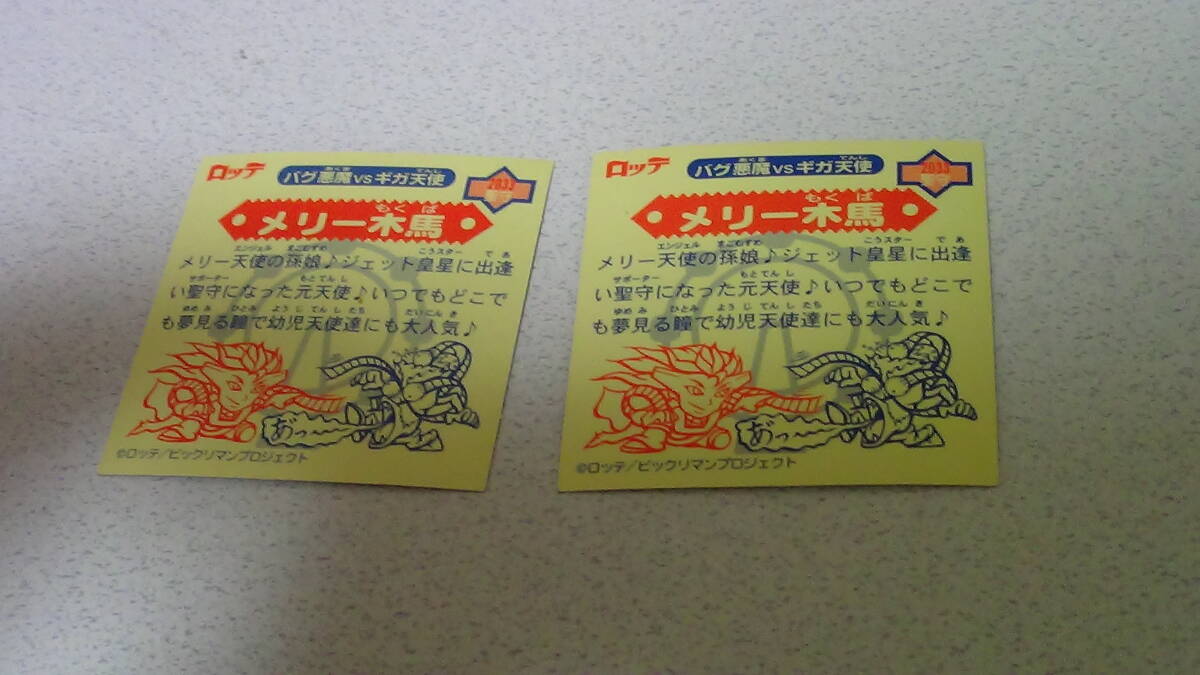 ロッテ
バグ悪魔vsギガ天使
2033
メリー木馬
メリー天使の孫娘♪ジェット皇星に出逢
い聖守になった元天使♪いつでもどこで
も夢見る瞳で幼児天使達にも大人気♪
あっ〜
©ロッテ/ビックリマンプロジェクト
ロッテ
バグ悪魔vsギガ天使
2033
メリー木馬
メリー天使の孫娘♪ジェット皇星に出逢
い聖守になった元天使♪いつでもどこで
も夢見る瞳で幼児天使達にも大人気♪
あっ〜
©ロッテ/ビックリマンプロジェクト